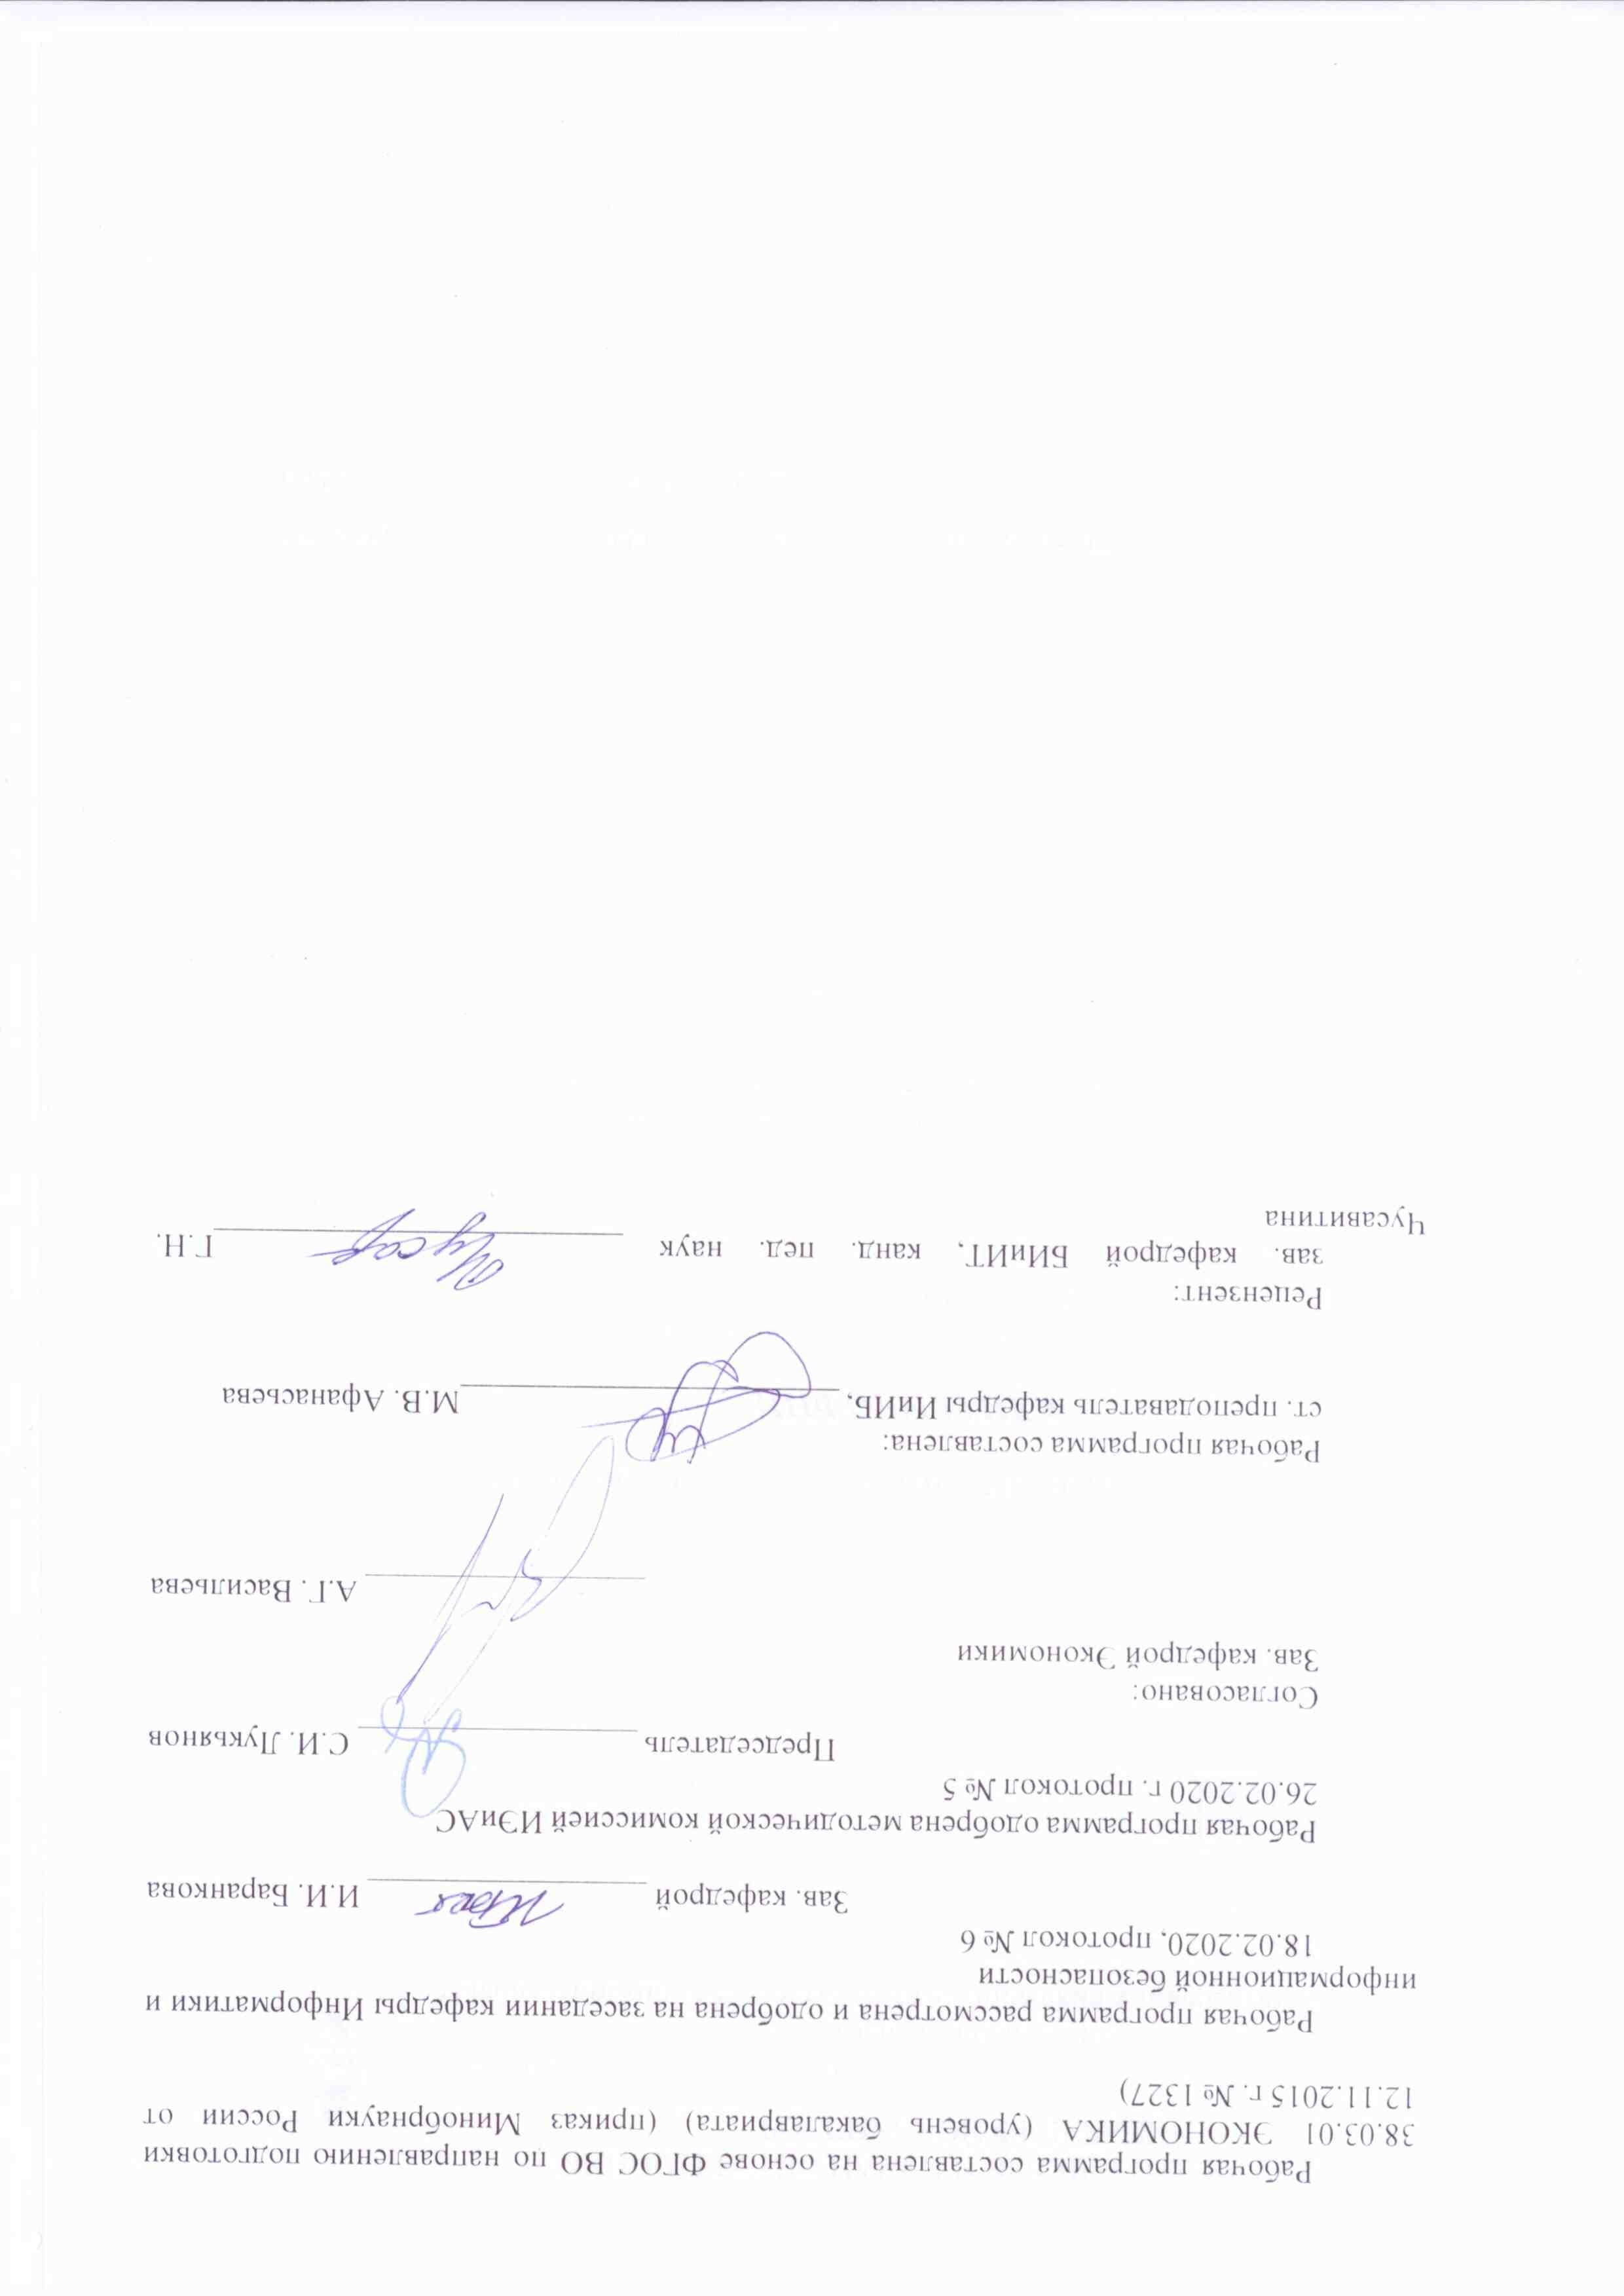 Рабочая программа составлена на основе ФГОС ВО по направлению подготовки
38.03.01 ЭКОНОМИКА (уровень бакалавриата) (приказ Минобрнауки России от
12.11.2015 г. № 1327)
Рабочая программа рассмотрена и одобрена на заседании кафедры Информатики и
информационной безопасности
18.02.2020, протокол № 6
Зав. кафедрой И.И. Баранкова
Рабочая программа одобрена методической комиссией ИЭиАС
26.02.2020 г. протокол № 5
Председатель С.И. Лукьянов
Согласовано:
Зав. кафедрой Экономики
А.Г. Васильева
Рабочая программа составлена:
ст. преподаватель кафедры ИиИБ, М.В. Афанасьева
Рецензент:
зав. кафедрой БИиИТ, канд. пед. наук Г.Н.
Чусавитина